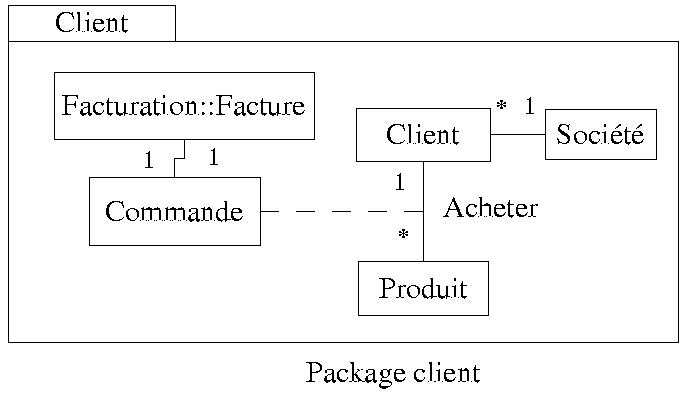 Client
Facturation::Facture
Client
* 1
Société
1 1
1
Commande
Acheter
*
Produit
Package client